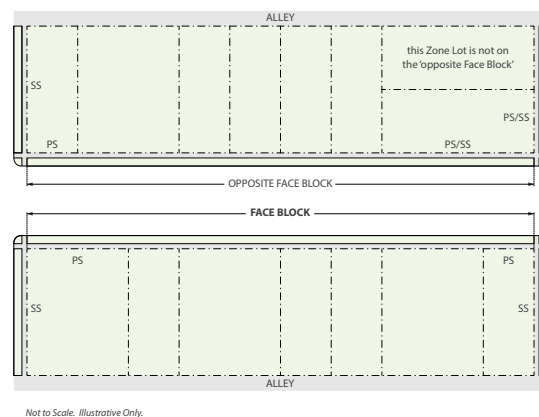 ALLEY
this Zone Lot is not on
the ‘opposite Face Block’
SS
PS/SS
PS
PS/SS
OPPOSITE FACE BLOCK
FACE BLOCK
PS
PS
SS
SS
ALLEY
Not to Scale. Illustrative Only.